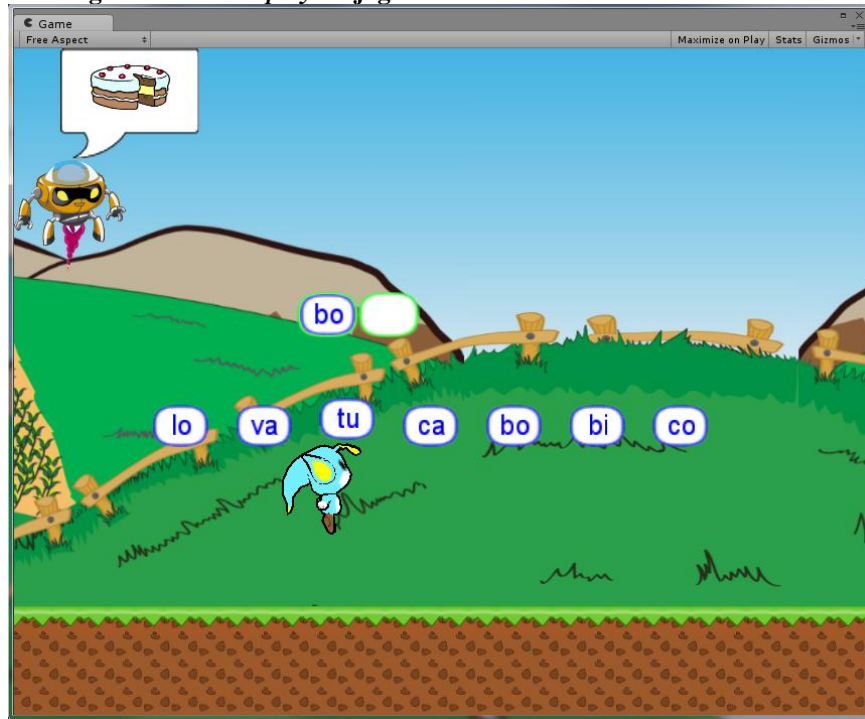 Game
Free Aspect
Maximize on Play Stats Gizmos
bo
lo va tu ca bo bi co